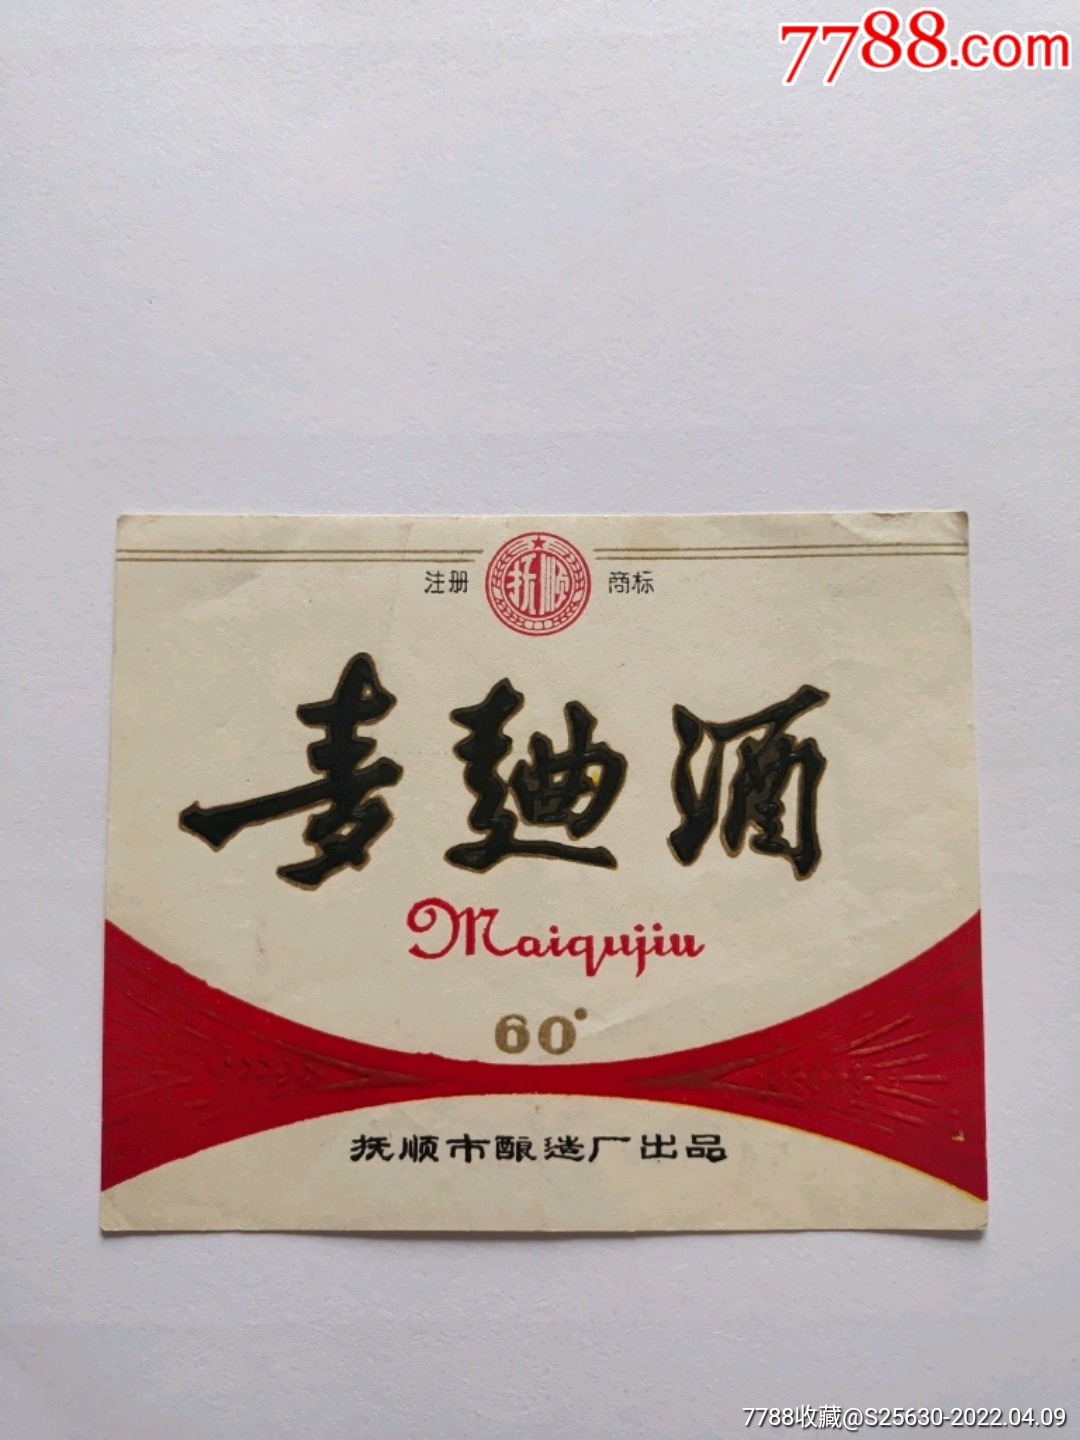 7788.com
注册 抚顺 商标
麦麯酒
Maiqujiu
60°
抚顺市酿造厂出品
7788收藏@S25630-2022.04.09